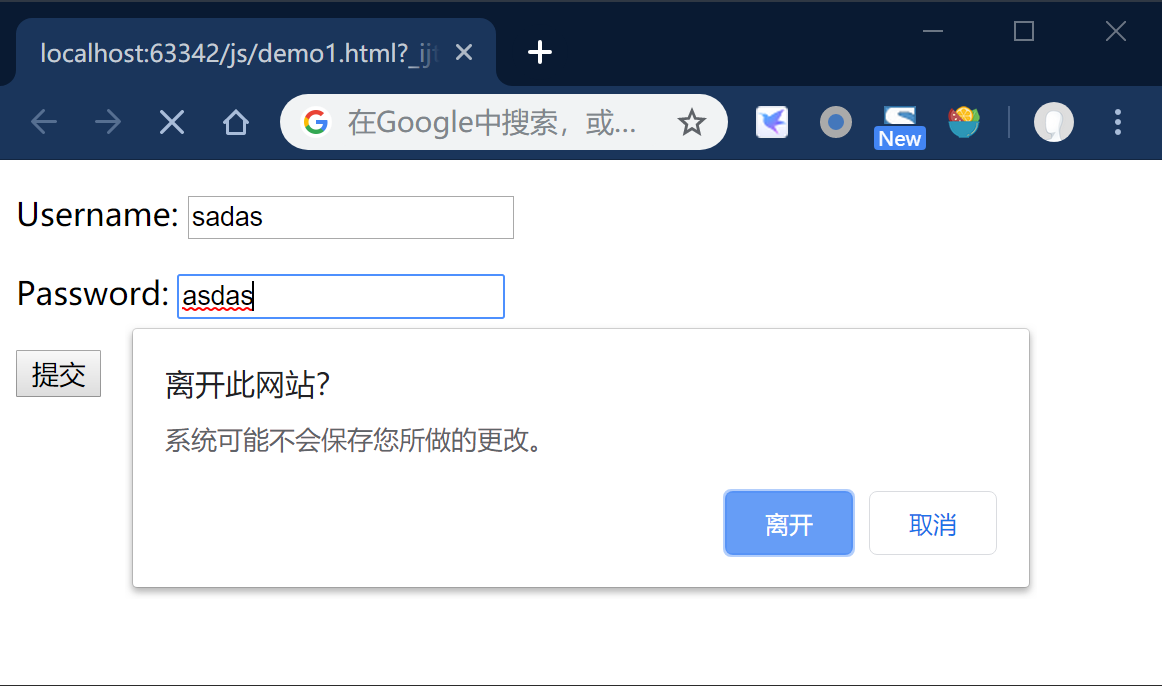 localhost:63342/js/demo1.html?_ijt
在Google中搜索，或...
New
Username: sadas
Password: asdas
提交
离开此网站?
系统可能不会保存您所做的更改。
离开 取消